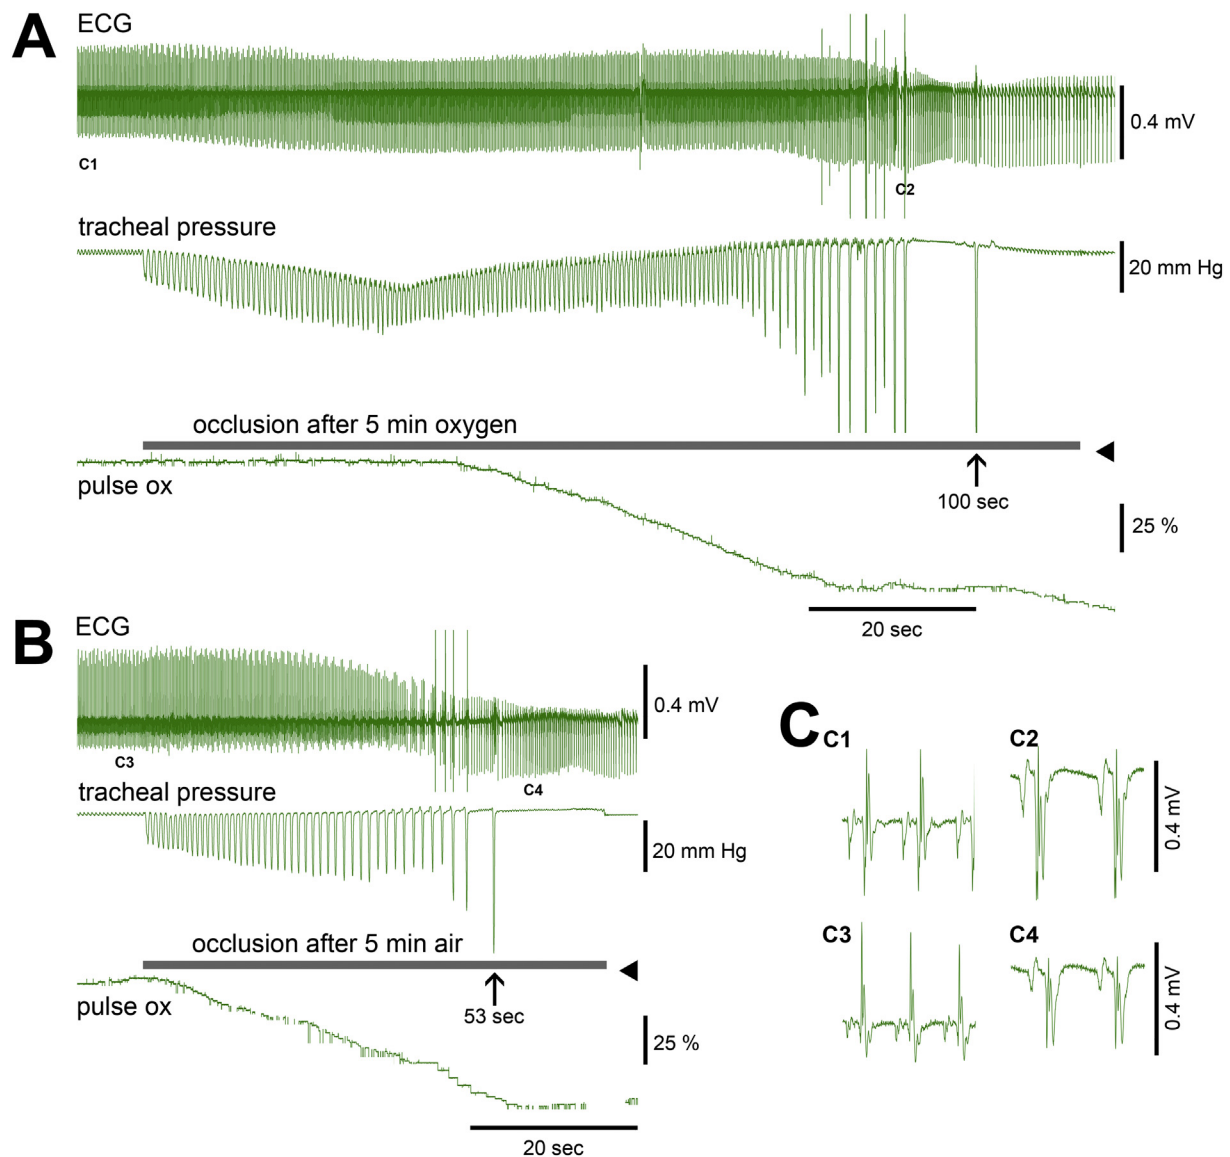 A
ECG
0.4 mV
C1
C2
tracheal pressure
20 mm Hg
occlusion after 5 min oxygen
pulse ox
100 sec
25 %
20 sec
B
ECG
0.4 mV
C3
C4
tracheal pressure
20 mm Hg
occlusion after 5 min air
pulse ox
53 sec
25 %
20 sec
C
C1
C2
0.4 mV
C3
C4
0.4 mV